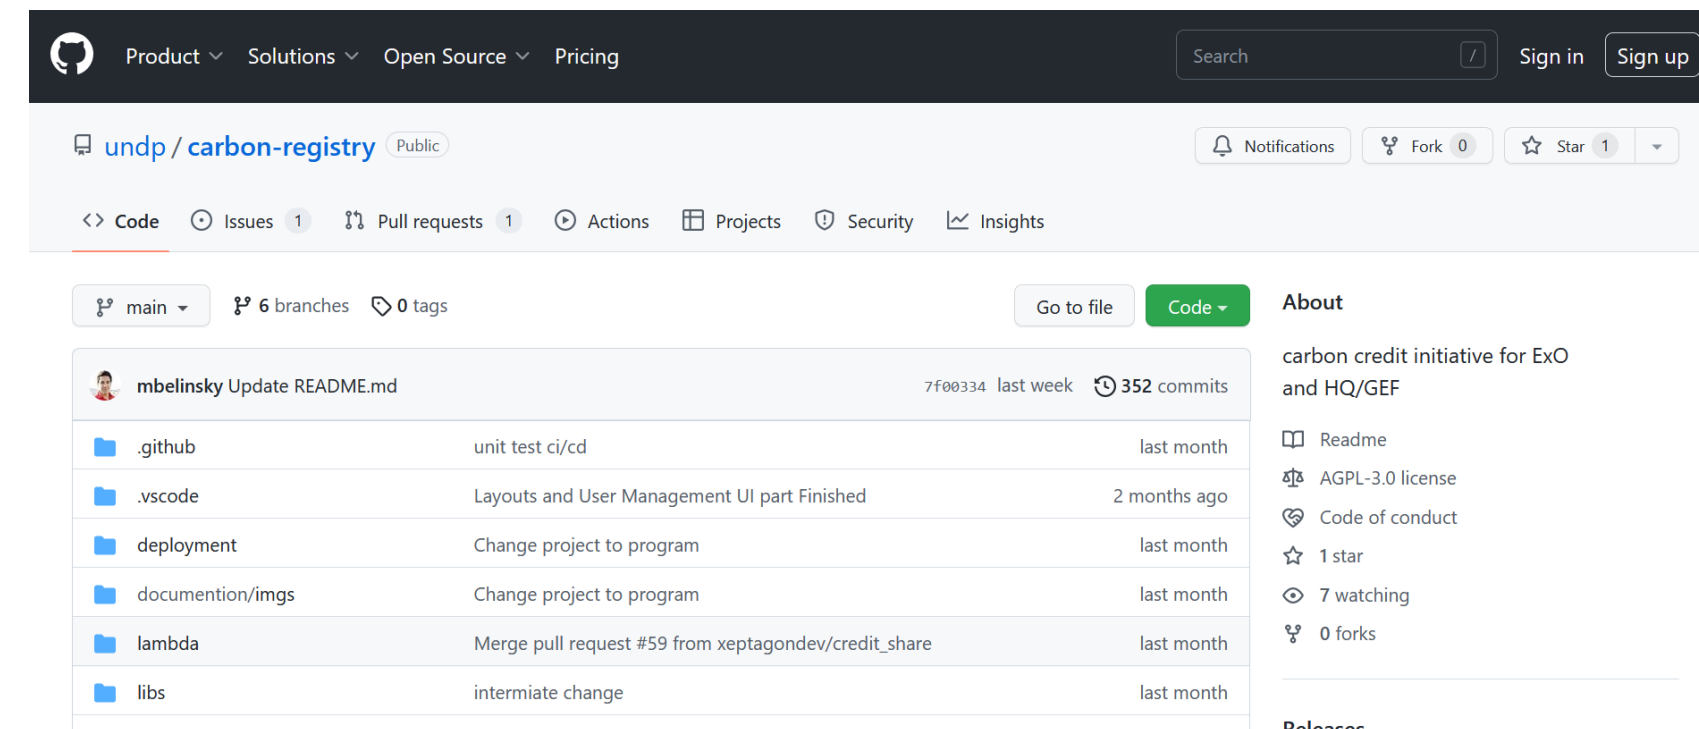 Product Solutions Open Source Pricing Search / Sign in Sign up
undp / carbon-registry Public Notifications Fork 0 Star 1
Code Issues 1 Pull requests 1 Actions Projects Security Insights
main 6 branches 0 tags Go to file Code
mbelinsky Update README.md 7f00334 last week 352 commits
.github unit test ci/cd last month
.vscode Layouts and User Management UI part Finished 2 months ago
deployment Change project to program last month
documention/imgs Change project to program last month
lambda Merge pull request #59 from xeptagondev/credit_share last month
libs intermiate change last month
About
carbon credit initiative for ExO
and HQ/GEF
Readme
AGPL-3.0 license
Code of conduct
1 star
7 watching
0 forks
Releases